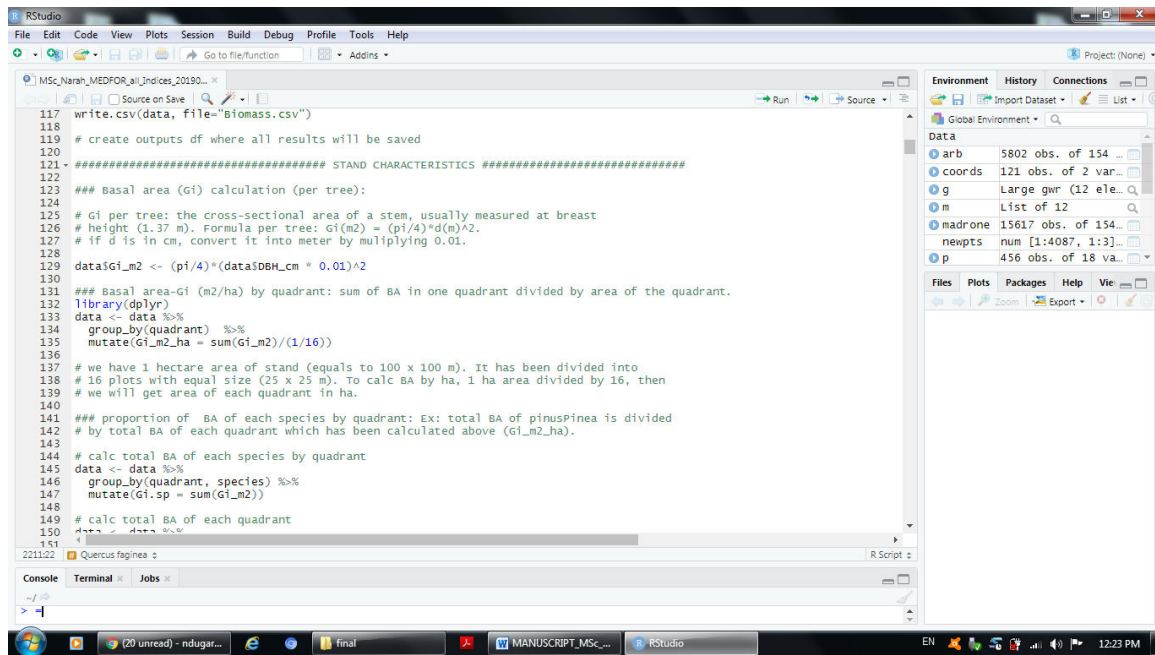 RStudio
File Edit Code View Plots Session Build Debug Profile Tools Help
Go to file/function Addins Project: (None)
MSc_Narah_MEDFOR_all_Indices_20190...
Source on Save Run Source
117 write.csv(data, file="Biomass.csv")
118
119 # create outputs df where all results will be saved
120
121 ##################################### STAND CHARACTERISTICS ##############################
122
123 ### Basal area (Gi) calculation (per tree):
124
125 # Gi per tree: the cross-sectional area of a stem, usually measured at breast
126 # height (1.37 m). Formula per tree: Gi(m2) = (pi/4)*d(m)^2.
127 # if d is in cm, convert it into meter by muliplying 0.01.
128
129 data$Gi_m2 <- (pi/4)*(data$DBH_cm * 0.01)^2
130
131 ### Basal area-Gi (m2/ha) by quadrant: sum of BA in one quadrant divided by area of the quadrant.
132 library(dplyr)
133 data <- data %>%
134 group_by(quadrant) %>%
135 mutate(Gi_m2_ha = sum(Gi_m2)/(1/16))
136
137 # we have 1 hectare area of stand (equals to 100 x 100 m). It has been divided into
138 # 16 plots with equal size (25 x 25 m). To calc BA by ha, 1 ha area divided by 16, then
139 # we will get area of each quadrant in ha.
140
141 ### proportion of BA of each species by quadrant: Ex: total BA of pinusPinea is divided
142 # by total BA of each quadrant which has been calculated above (Gi_m2_ha).
143
144 # calc total BA of each species by quadrant
145 data <- data %>%
146 group_by(quadrant, species) %>%
147 mutate(Gi.sp = sum(Gi_m2))
148
149 # calc total BA of each quadrant
150 data <- data %>%
151
2211:22 Quercus faginea R Script
Console Terminal Jobs
~/
> =
Environment History Connections
Import Dataset List
Global Environment
Data
arb 5802 obs. of 154 ...
coords 121 obs. of 2 var...
g Large gwr (12 ele...
m List of 12
madrone 15617 obs. of 154...
newpts num [1:4087, 1:3]...
p 456 obs. of 18 va...
Files Plots Packages Help Vie
Zoom Export
(20 unread) - ndugar... final MANUSCRIPT_MSc_... RStudio EN 12:23 PM